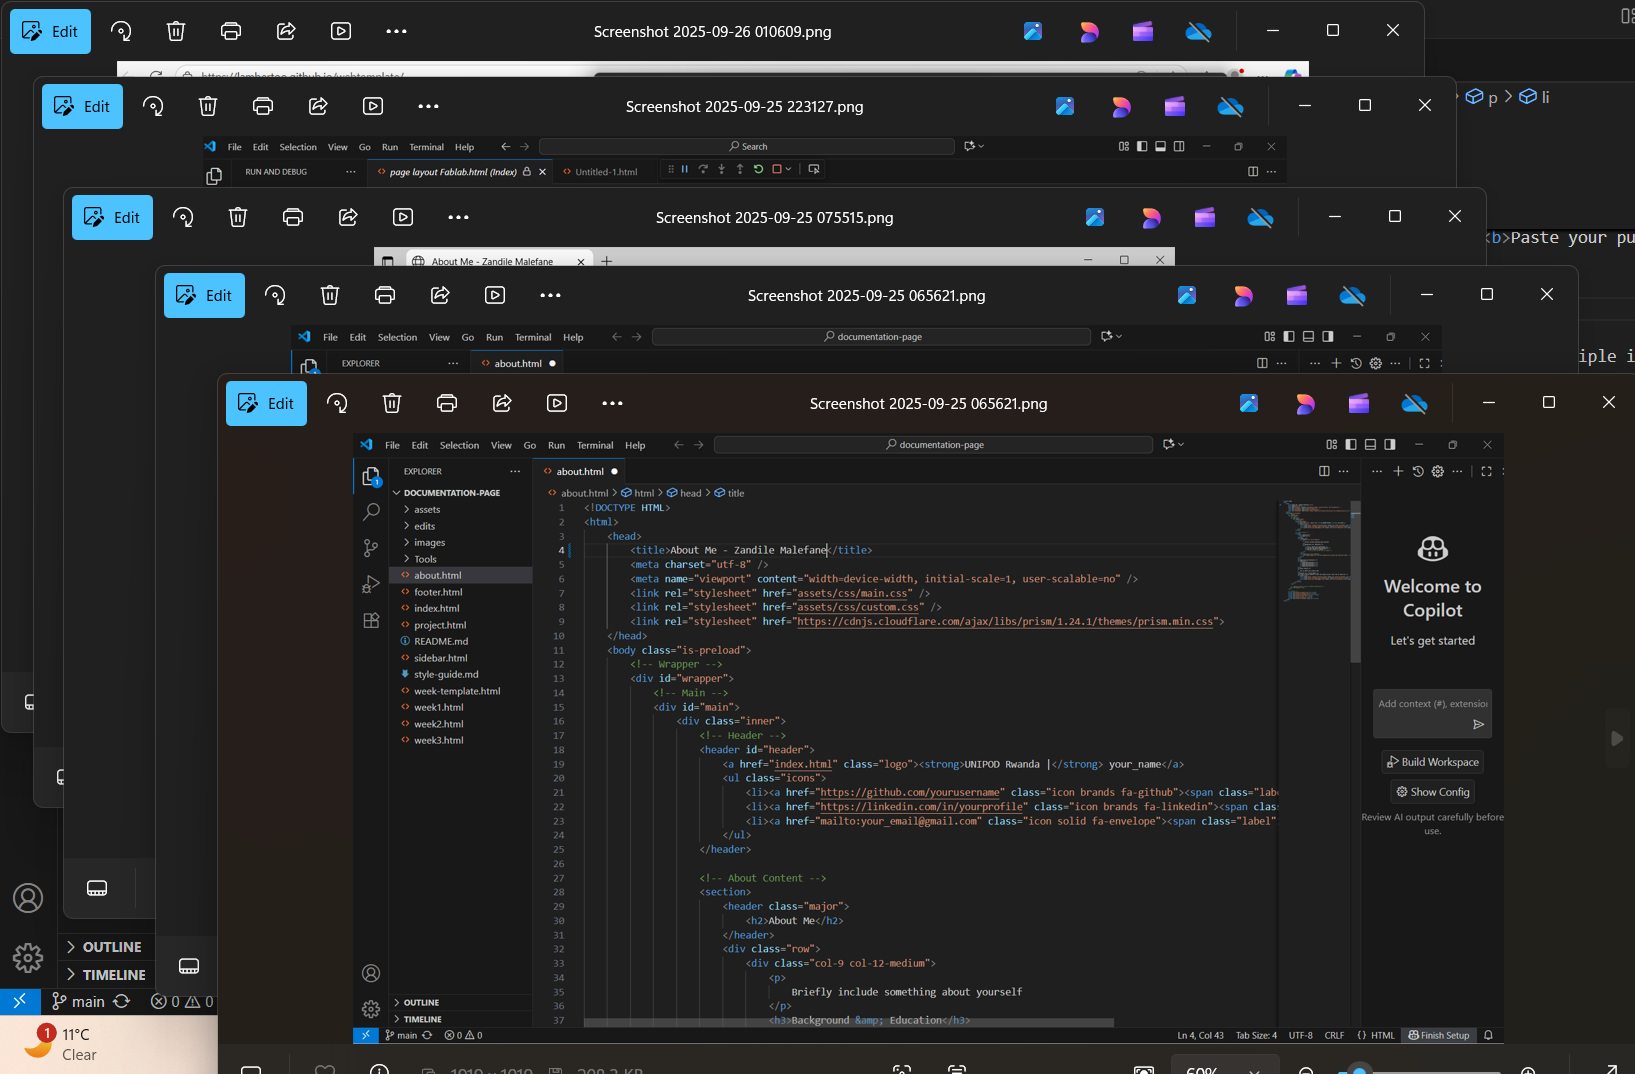 Edit
Screenshot 2025-09-26 010609.png
https://lambertoo.github.io/webtemplate/
Edit
Screenshot 2025-09-25 223127.png
p > li
File Edit Selection View Go Run Terminal Help
Search
RUN AND DEBUG
page layout Fablab.html (Index)
Untitled-1.html
Edit
Screenshot 2025-09-25 075515.png
<b>Paste your pu
About Me - Zandile Malefane
Edit
Screenshot 2025-09-25 065621.png
File Edit Selection View Go Run Terminal Help
documentation-page
EXPLORER
about.html
iple i
Edit
Screenshot 2025-09-25 065621.png
File Edit Selection View Go Run Terminal Help
documentation-page
EXPLORER
about.html
DOCUMENTATION-PAGE
assets
edits
images
Tools
about.html
footer.html
index.html
project.html
README.md
sidebar.html
style-guide.md
week-template.html
week1.html
week2.html
week3.html
OUTLINE
TIMELINE
about.html > html > head > title
1 <!DOCTYPE HTML>
2 <html>
3 <head>
4 <title>About Me - Zandile Malefane</title>
5 <meta charset="utf-8" />
6 <meta name="viewport" content="width=device-width, initial-scale=1, user-scalable=no" />
7 <link rel="stylesheet" href="assets/css/main.css" />
8 <link rel="stylesheet" href="assets/css/custom.css" />
9 <link rel="stylesheet" href="https://cdnjs.cloudflare.com/ajax/libs/prism/1.24.1/themes/prism.min.css">
10 </head>
11 <body class="is-preload">
12 <!-- Wrapper -->
13 <div id="wrapper">
14 <!-- Main -->
15 <div id="main">
16 <div class="inner">
17 <!-- Header -->
18 <header id="header">
19 <a href="index.html" class="logo"><strong>UNIPOD Rwanda |</strong> your_name</a>
20 <ul class="icons">
21 <li><a href="https://github.com/yourusername" class="icon brands fa-github"><span class="lab
22 <li><a href="https://linkedin.com/in/yourprofile" class="icon brands fa-linkedin"><span clas
23 <li><a href="mailto:your_email@gmail.com" class="icon solid fa-envelope"><span class="label"
24 </ul>
25 </header>
26
27 <!-- About Content -->
28 <section>
29 <header class="major">
30 <h2>About Me</h2>
31 </header>
32 <div class="row">
33 <div class="col-9 col-12-medium">
34 <p>
35 Briefly include something about yourself
36 </p>
37 <h3>Background &amp; Education</h3>
Welcome to
Copilot
Let's get started
Add context (#), extensio
Build Workspace
Show Config
Review AI output carefully before
use.
main 0 0
Ln 4, Col 43 Tab Size: 4 UTF-8 CRLF {} HTML Finish Setup
OUTLINE
TIMELINE
main 0 0
1
11°C
Clear
60%